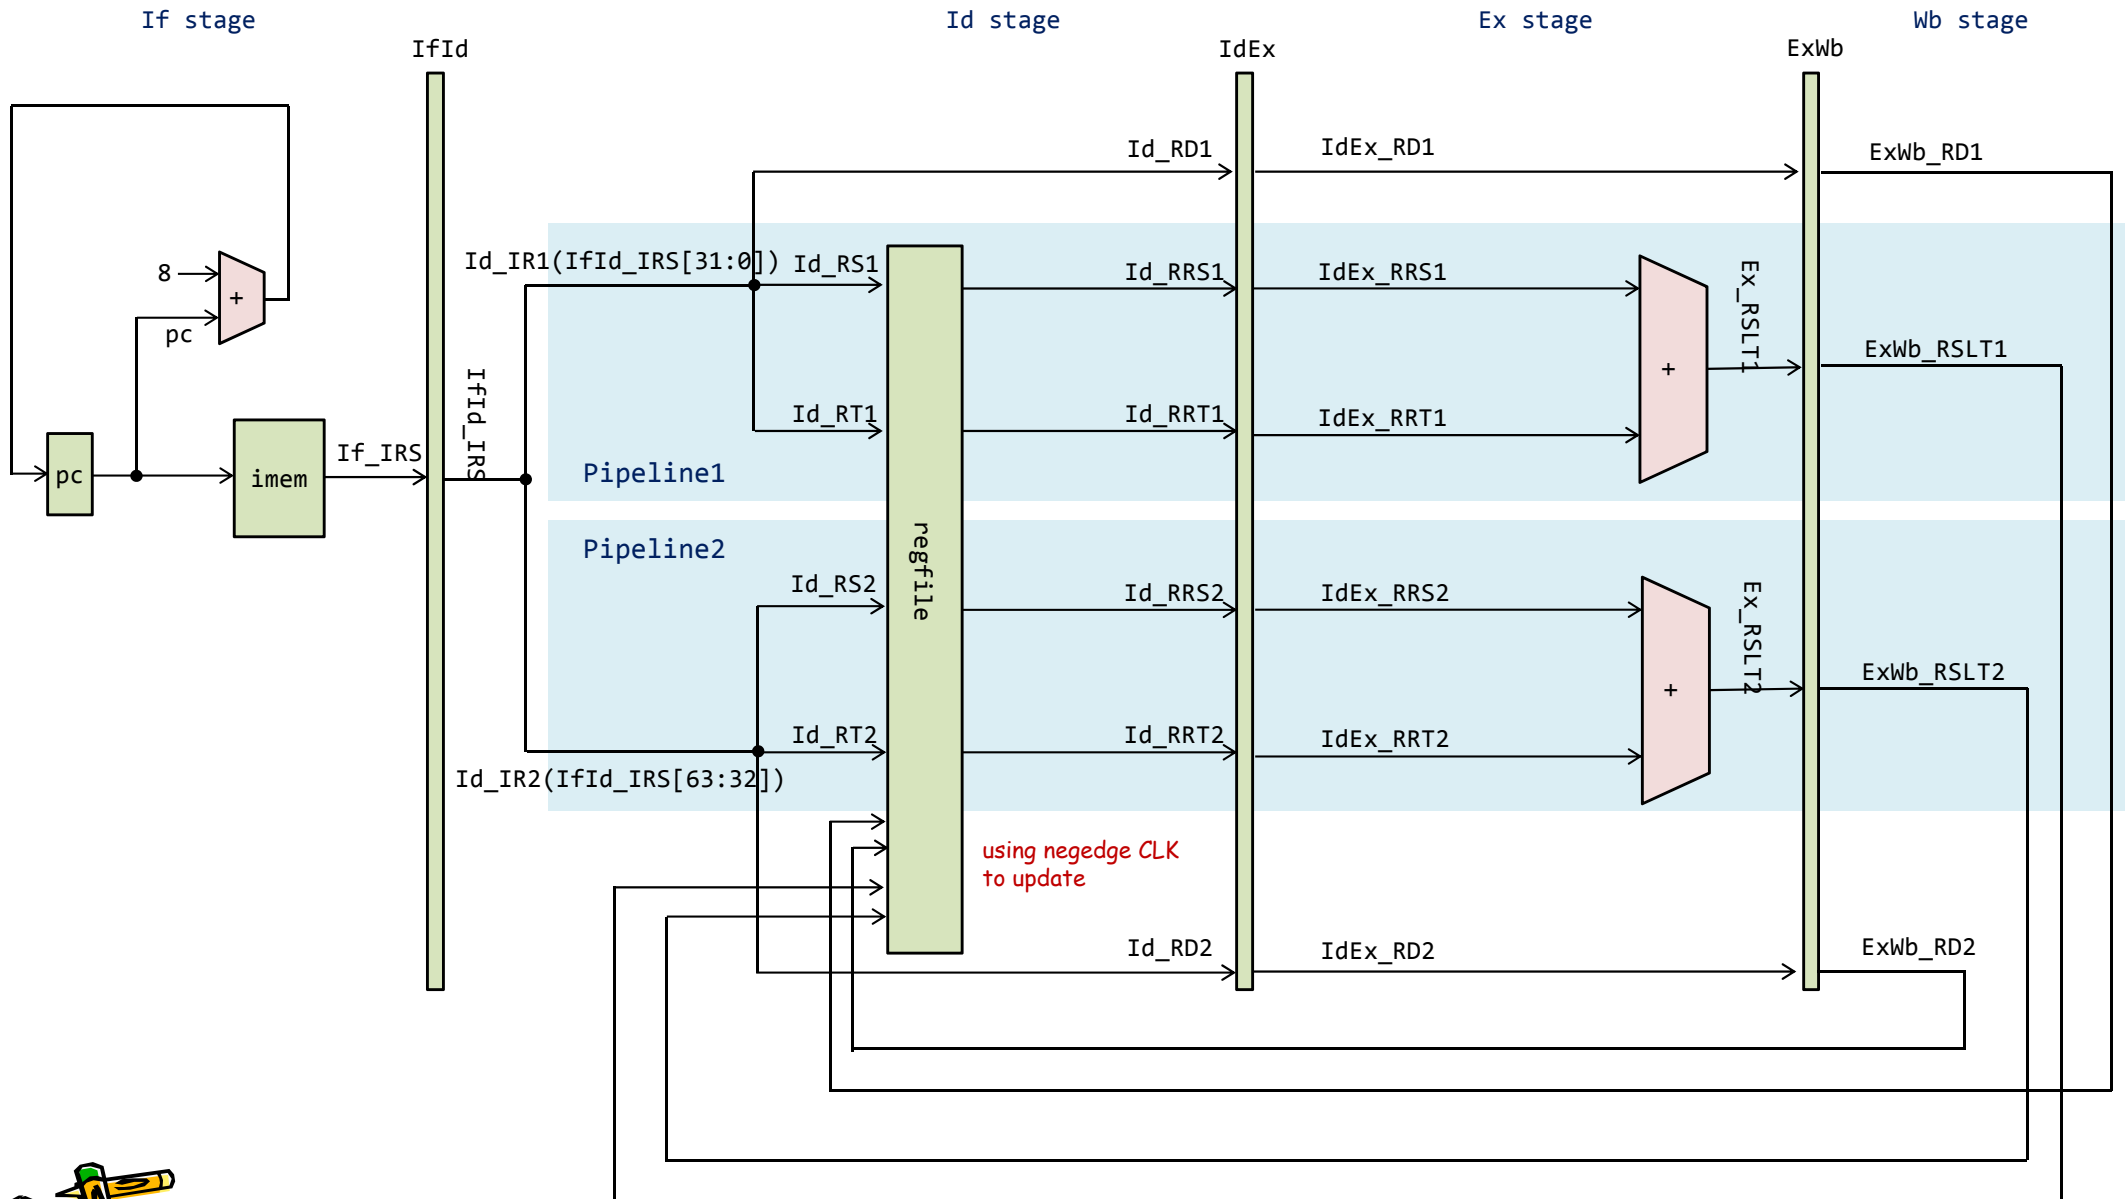 If stage
Id stage
Ex stage
Wb stage
IfId
IdEx
ExWb
Id_RD1
IdEx_RD1
ExWb_RD1
8
+
pc
Id_IR1(IfId_IRS[31:0])
Id_RS1
Id_RRS1
IdEx_RRS1
Ex_RSLT1
ExWb_RSLT1
+
IfId_IRS
Id_RT1
Id_RRT1
IdEx_RRT1
pc
imem
If_IRS
Pipeline1
Pipeline2
regfile
Id_RS2
Id_RRS2
IdEx_RRS2
Ex_RSLT2
ExWb_RSLT2
+
Id_RT2
Id_RRT2
IdEx_RRT2
Id_IR2(IfId_IRS[63:32])
using negedge CLK
to update
Id_RD2
IdEx_RD2
ExWb_RD2